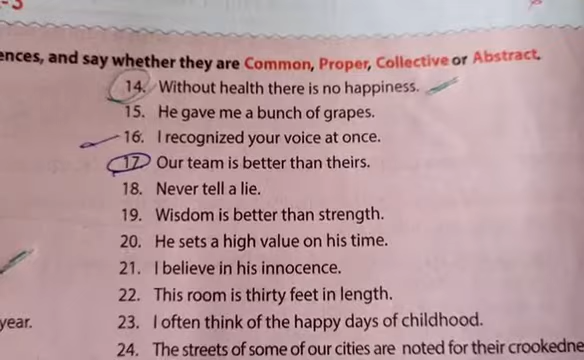 and say whether they are Common, Proper, Collective or Abstract.
14. Without health there is no happiness.
15. He gave me a bunch of grapes.
16. I recognized your voice at once.
17. Our team is better than theirs.
18. Never tell a lie.
19. Wisdom is better than strength.
20. He sets a high value on his time.
21. I believe in his innocence.
22. This room is thirty feet in length.
year.
23. I often think of the happy days of childhood.
24. The streets of some of our cities are noted for their